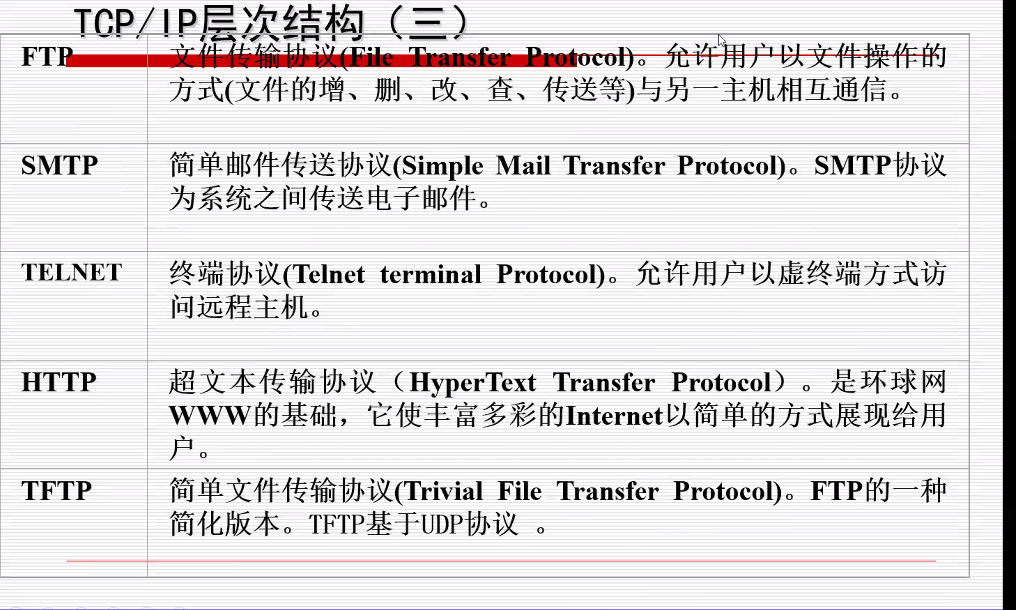 TCP/IP层次结构（三）
FTP
文件传输协议(File Transfer Protocol)。允许用户以文件操作的
方式(文件的增、删、改、查、传送等)与另一主机相互通信。
SMTP
简单邮件传送协议(Simple Mail Transfer Protocol)。SMTP协议
为系统之间传送电子邮件。
TELNET
终端协议(Telnet terminal Protocol)。允许用户以虚终端方式访
问远程主机。
HTTP
超文本传输协议（HyperText Transfer Protocol）。是环球网
WWW的基础，它使丰富多彩的Internet以简单的方式展现给用
户。
TFTP
简单文件传输协议(Trivial File Transfer Protocol)。FTP的一种
简化版本。TFTP基于UDP协议 。